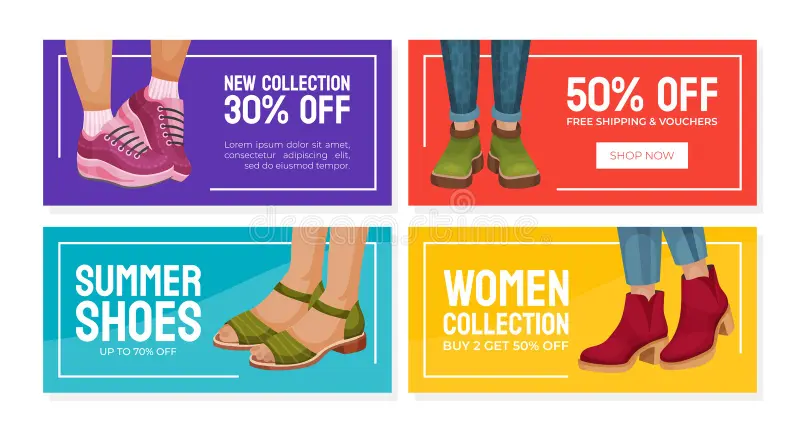 NEW COLLECTION
30% OFF
Lorem ipsum dolor sit amet,
consectetur adipiscing elit,
sed do eiusmod tempor.
50% OFF
FREE SHIPPING & VOUCHERS
SHOP NOW
SUMMER
SHOES
UP TO 70% OFF
WOMEN
COLLECTION
BUY 2 GET 50% OFF
dreamstime